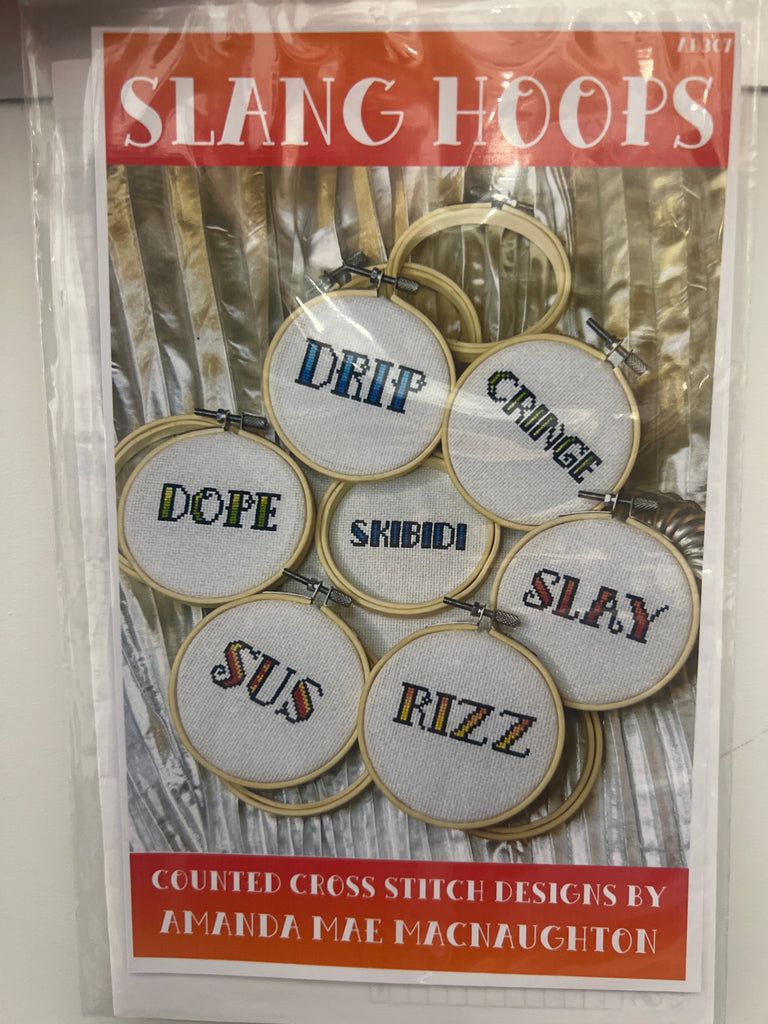 SLANG HOOPS
DRIP
CRINGE
DOPE
SKIBIDI
SLAY
SUS
RIZZ
COUNTED CROSS STITCH DESIGNS BY
AMANDA MAE MACNAUGHTON